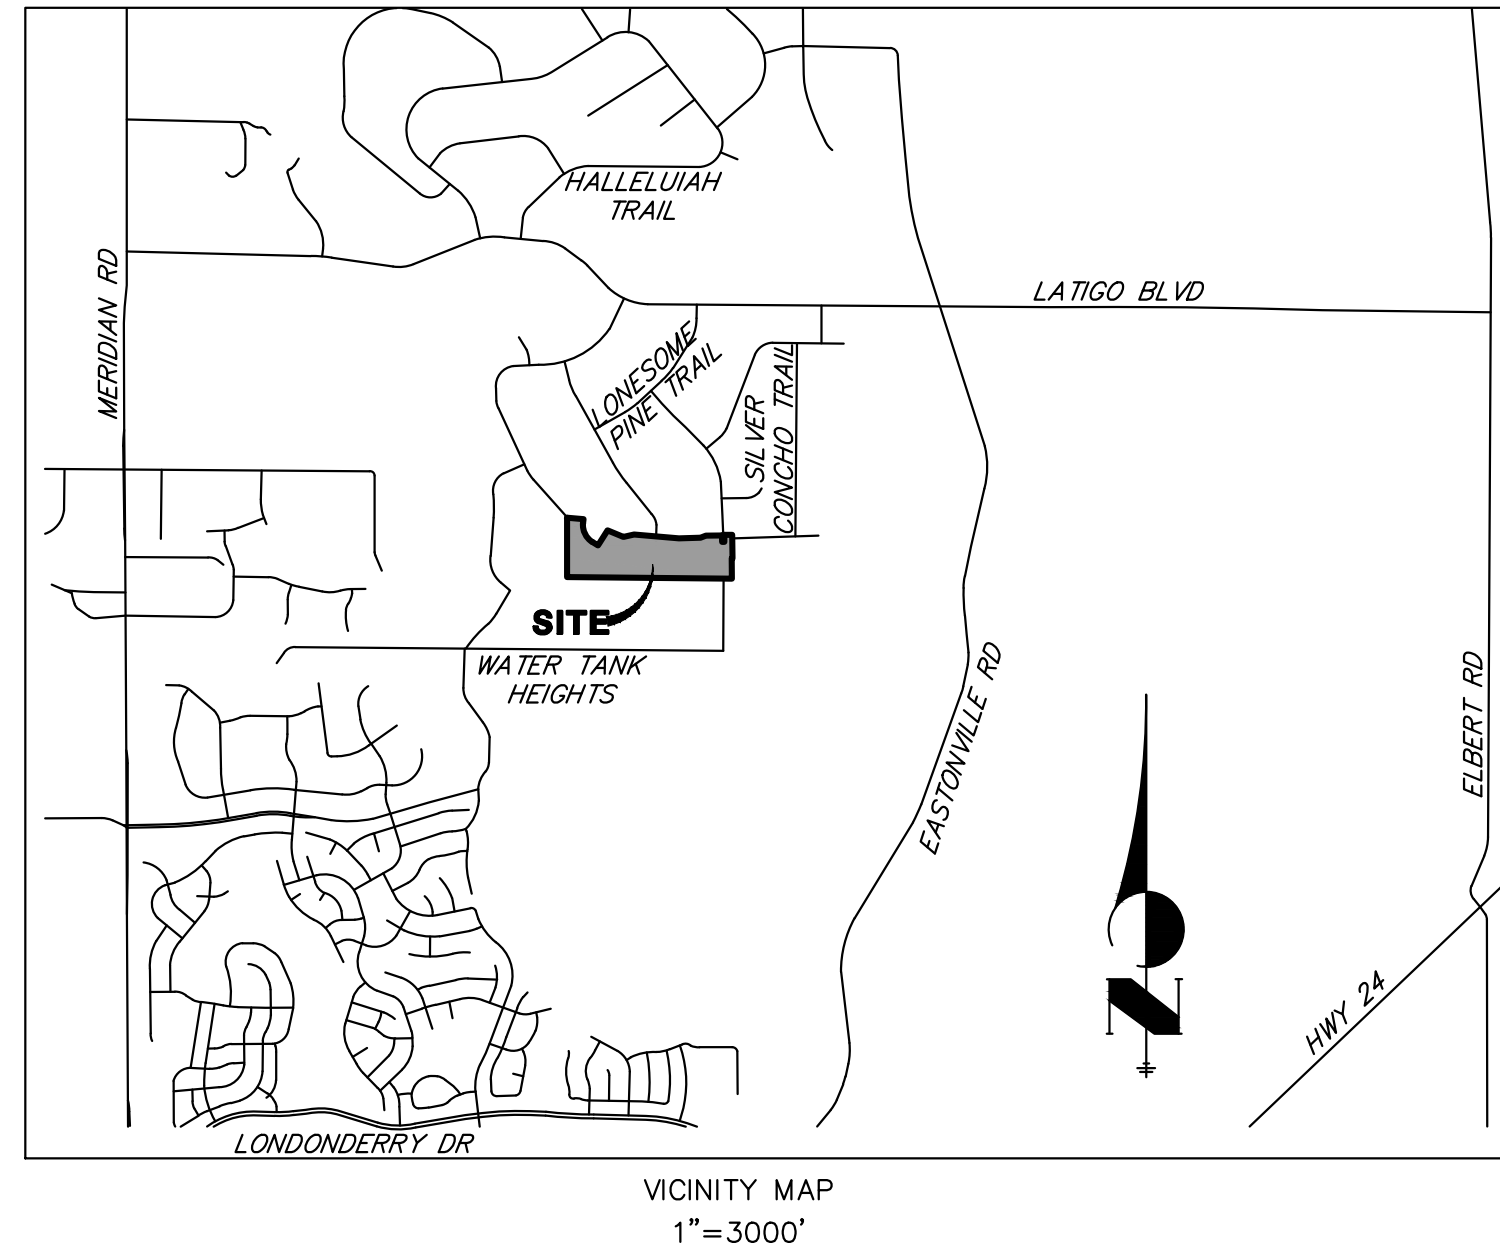 HALLELUIAH
TRAIL
MERIDIAN RD
LATIGO BLVD
LONESOME
PINE TRAIL
SILVER
CONCHO TRAIL
SITE
WATER TANK
HEIGHTS
EASTONVILLE RD
ELBERT RD
N
HWY 24
LONDONDERRY DR
VICINITY MAP
1"=3000'